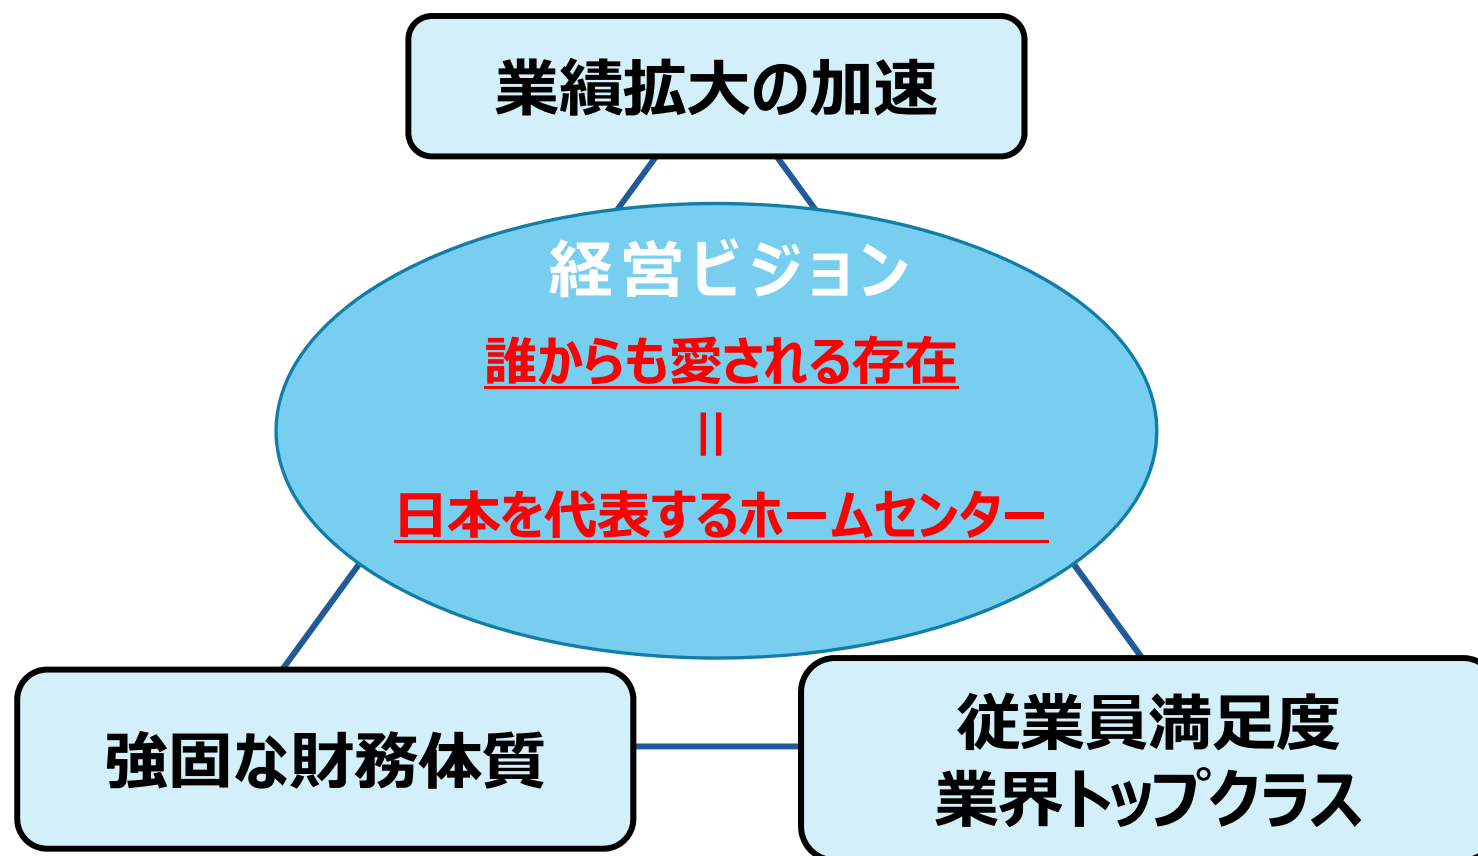 業績拡大の加速
経営ビジョン
誰からも愛される存在
||
日本を代表するホームセンター
強固な財務体質
従業員満足度
業界トップクラス